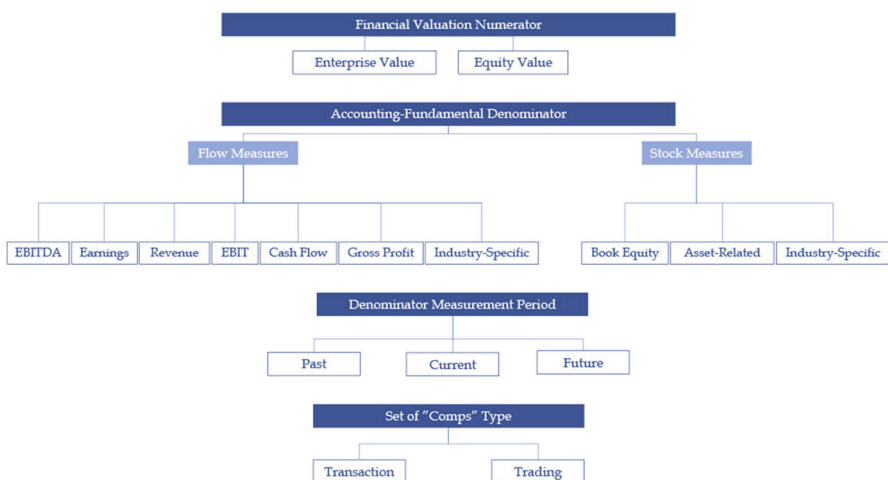 Financial Valuation Numerator
Enterprise Value Equity Value
Accounting-Fundamental Denominator
Flow Measures Stock Measures
EBITDA Earnings Revenue EBIT Cash Flow Gross Profit Industry-Specific Book Equity Asset-Related Industry-Specific
Denominator Measurement Period
Past Current Future
Set of "Comps" Type
Transaction Trading